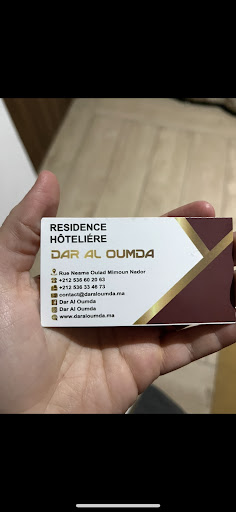 RESIDENCE
HÔTELIÉRE
DAR AL OUMDA
Rue Neama Oulad Mimoun Nador
+212 536 60 20 63
+212 536 33 46 73
contact@daraloumda.ma
Dar Al Oumda
Dar Al Oumda
www.daraloumda.ma